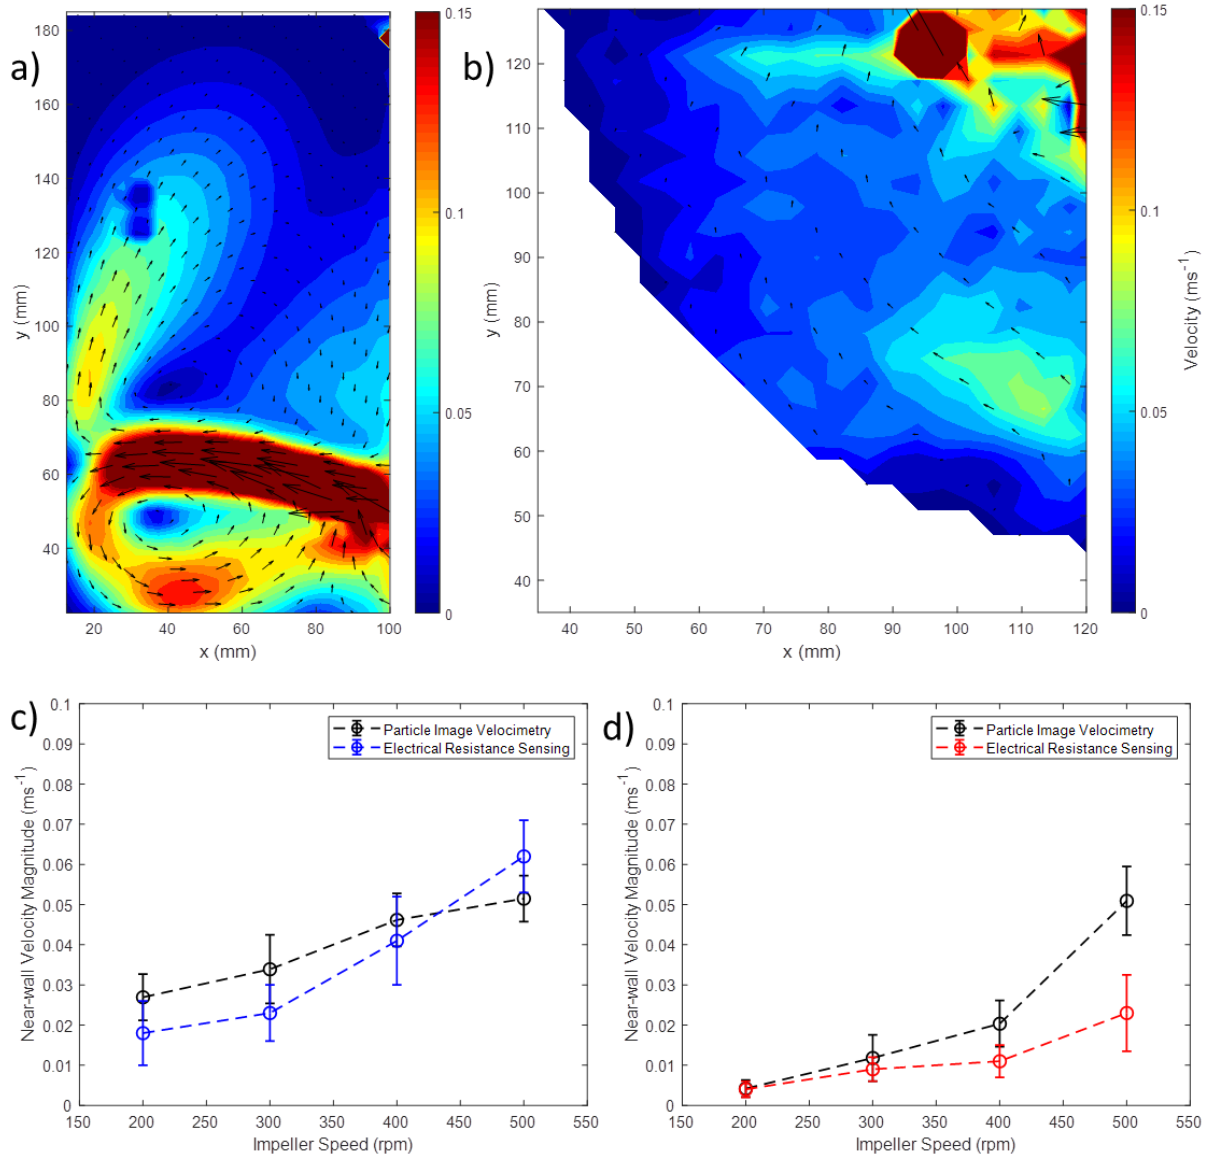 a)
180
160
140
120
100
80
60
40
y (mm)
20 40 60 80 100
x (mm)
0.15
0.1
0.05
0
b)
130
120
110
100
90
80
70
60
50
40
y (mm)
40 50 60 70 80 90 100 110 120
x (mm)
0.15
0.1
0.05
0
Velocity (ms-1)
c)
0.1
0.09
0.08
0.07
0.06
0.05
0.04
0.03
0.02
0.01
0
Near-wall Velocity Magnitude (ms-1)
Particle Image Velocimetry
Electrical Resistance Sensing
150 200 250 300 350 400 450 500 550
Impeller Speed (rpm)
d)
0.1
0.09
0.08
0.07
0.06
0.05
0.04
0.03
0.02
0.01
0
Near-wall Velocity Magnitude (ms-1)
Particle Image Velocimetry
Electrical Resistance Sensing
150 200 250 300 350 400 450 500 550
Impeller Speed (rpm)